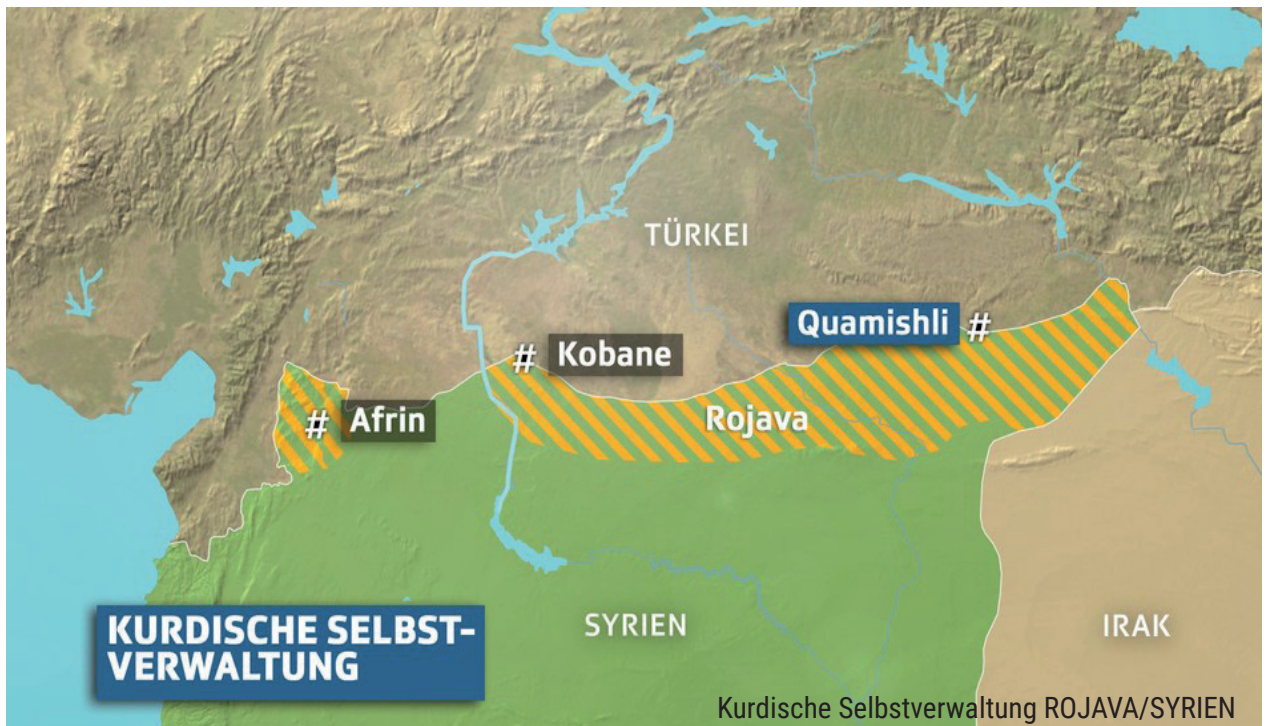 TÜRKEI
Quamishli #
# Kobane
# Afrin
Rojava
SYRIEN
IRAK
KURDISCHE SELBST-
VERWALTUNG
Kurdische Selbstverwaltung ROJAVA/SYRIEN